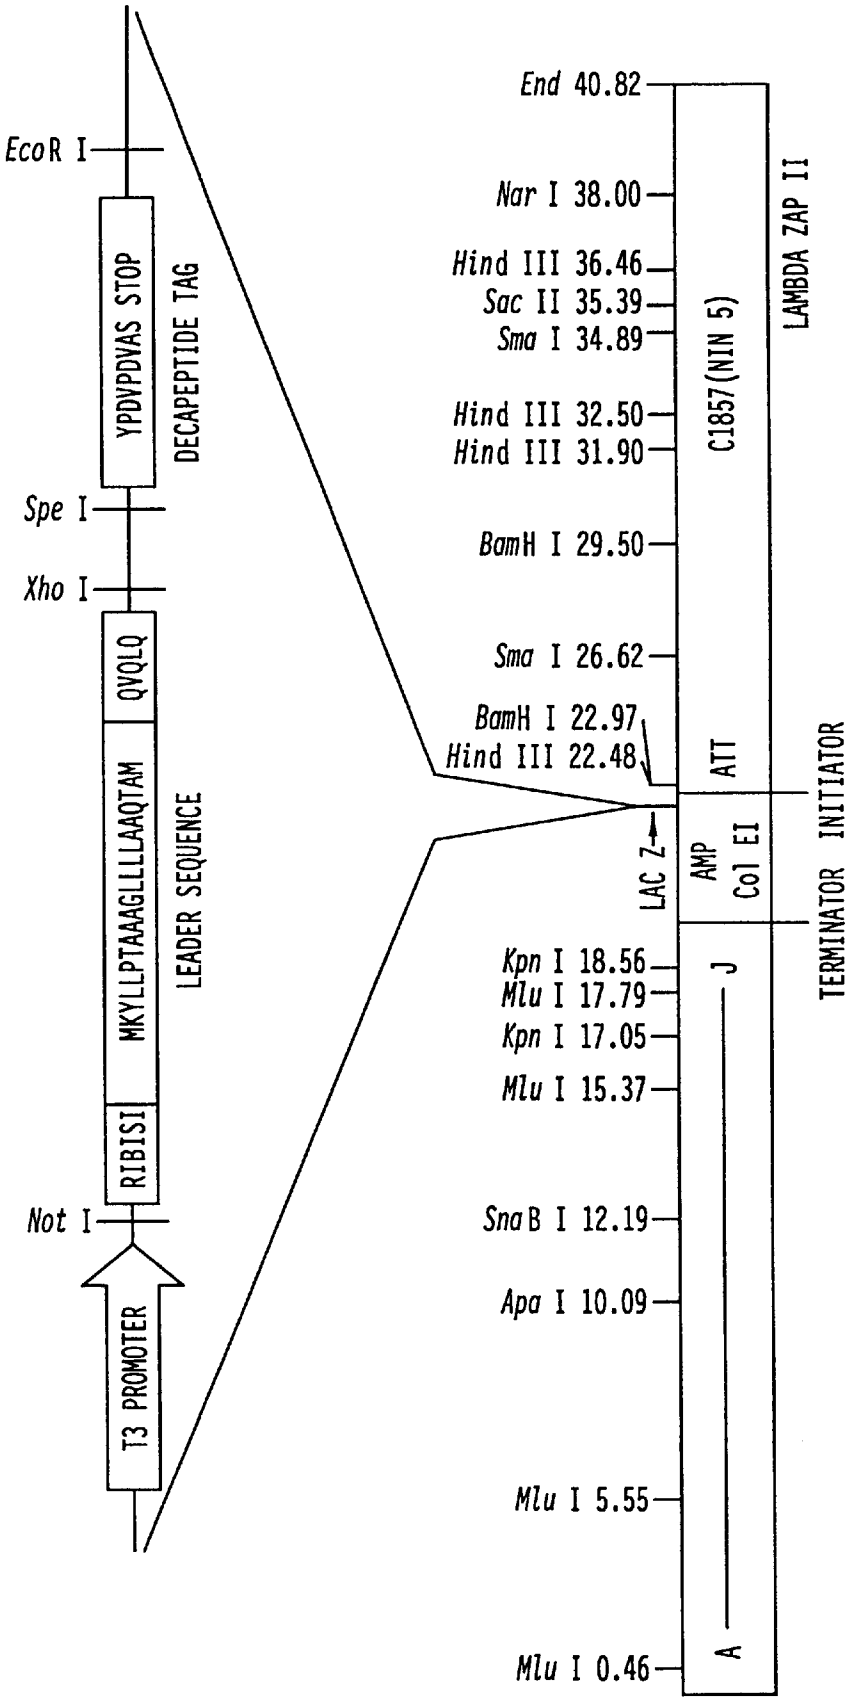 EcoR I
YPDVPDVAS STOP
DECAPEPTIDE TAG
Spe I
Xho I
QVQLQ
MKYLLPTAAAGLLLLAAQTAM
LEADER SEQUENCE
RIBISI
Not I
T3 PROMOTER
End 40.82
Nar I 38.00
Hind III 36.46
Sac II 35.39
Sma I 34.89
Hind III 32.50
Hind III 31.90
BamH I 29.50
Sma I 26.62
BamH I 22.97
Hind III 22.48
LAC Z
Kpn I 18.56
Mlu I 17.79
Kpn I 17.05
Mlu I 15.37
SnaB I 12.19
Apa I 10.09
Mlu I 5.55
Mlu I 0.46
LAMBDA ZAP II
C1857(NIN 5)
ATT
INITIATOR
AMP
Col EI
TERMINATOR
J
A